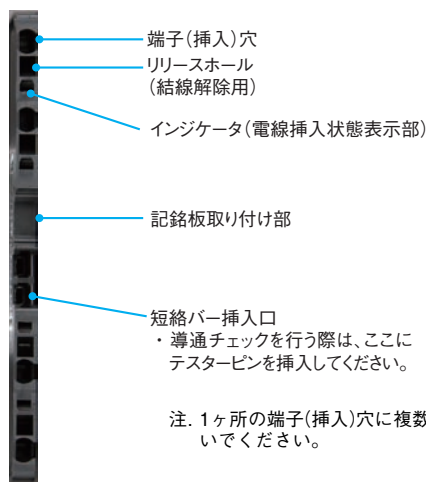 端子（挿入）穴
リリースホール
（結線解除用）
インジケータ（電線挿入状態表示部）
記銘板取り付け部
短絡バー挿入口
・ 導通チェックを行う際は、ここに
テスターピンを挿入してください。
注. 1ヶ所の端子(挿入)穴に複数
いでください。